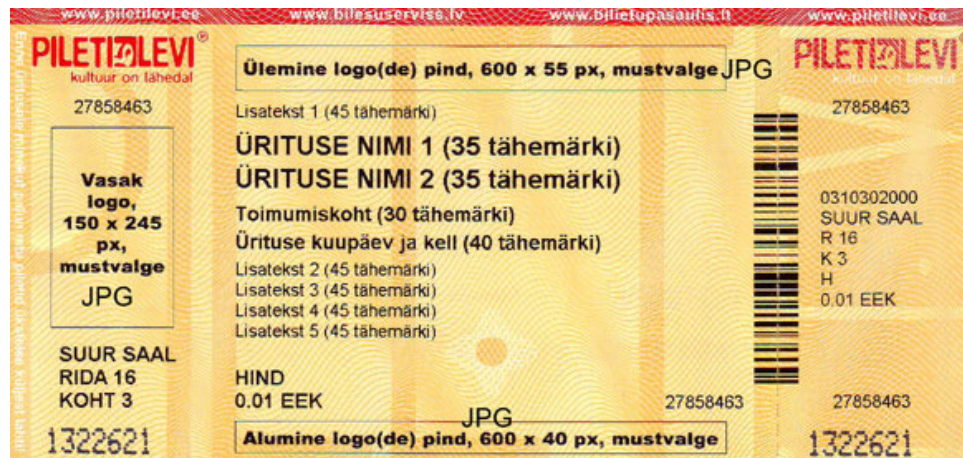 www.piletilevi.ee www.bilesuserviss.lv www.bilietupasaulis.lt www.piletilevi.ee
PILETILEVI®
kultuur on lähedal
27858463
Vasak
logo,
150 x 245
px,
mustvalge
JPG
SUUR SAAL
RIDA 16
KOHT 3
1322621
Ülemine logo(de) pind, 600 x 55 px, mustvalge JPG
Lisatekst 1 (45 tähemärki)
ÜRITUSE NIMI 1 (35 tähemärki)
ÜRITUSE NIMI 2 (35 tähemärki)
Toimumiskoht (30 tähemärki)
Ürituse kuupäev ja kell (40 tähemärki)
Lisatekst 2 (45 tähemärki)
Lisatekst 3 (45 tähemärki)
Lisatekst 4 (45 tähemärki)
Lisatekst 5 (45 tähemärki)
HIND
0.01 EEK
27858463
JPG
Alumine logo(de) pind, 600 x 40 px, mustvalge
PILETILEVI®
kultuur on lähedal
27858463
0310302000
SUUR SAAL
R 16
K 3
H
0.01 EEK
27858463
1322621